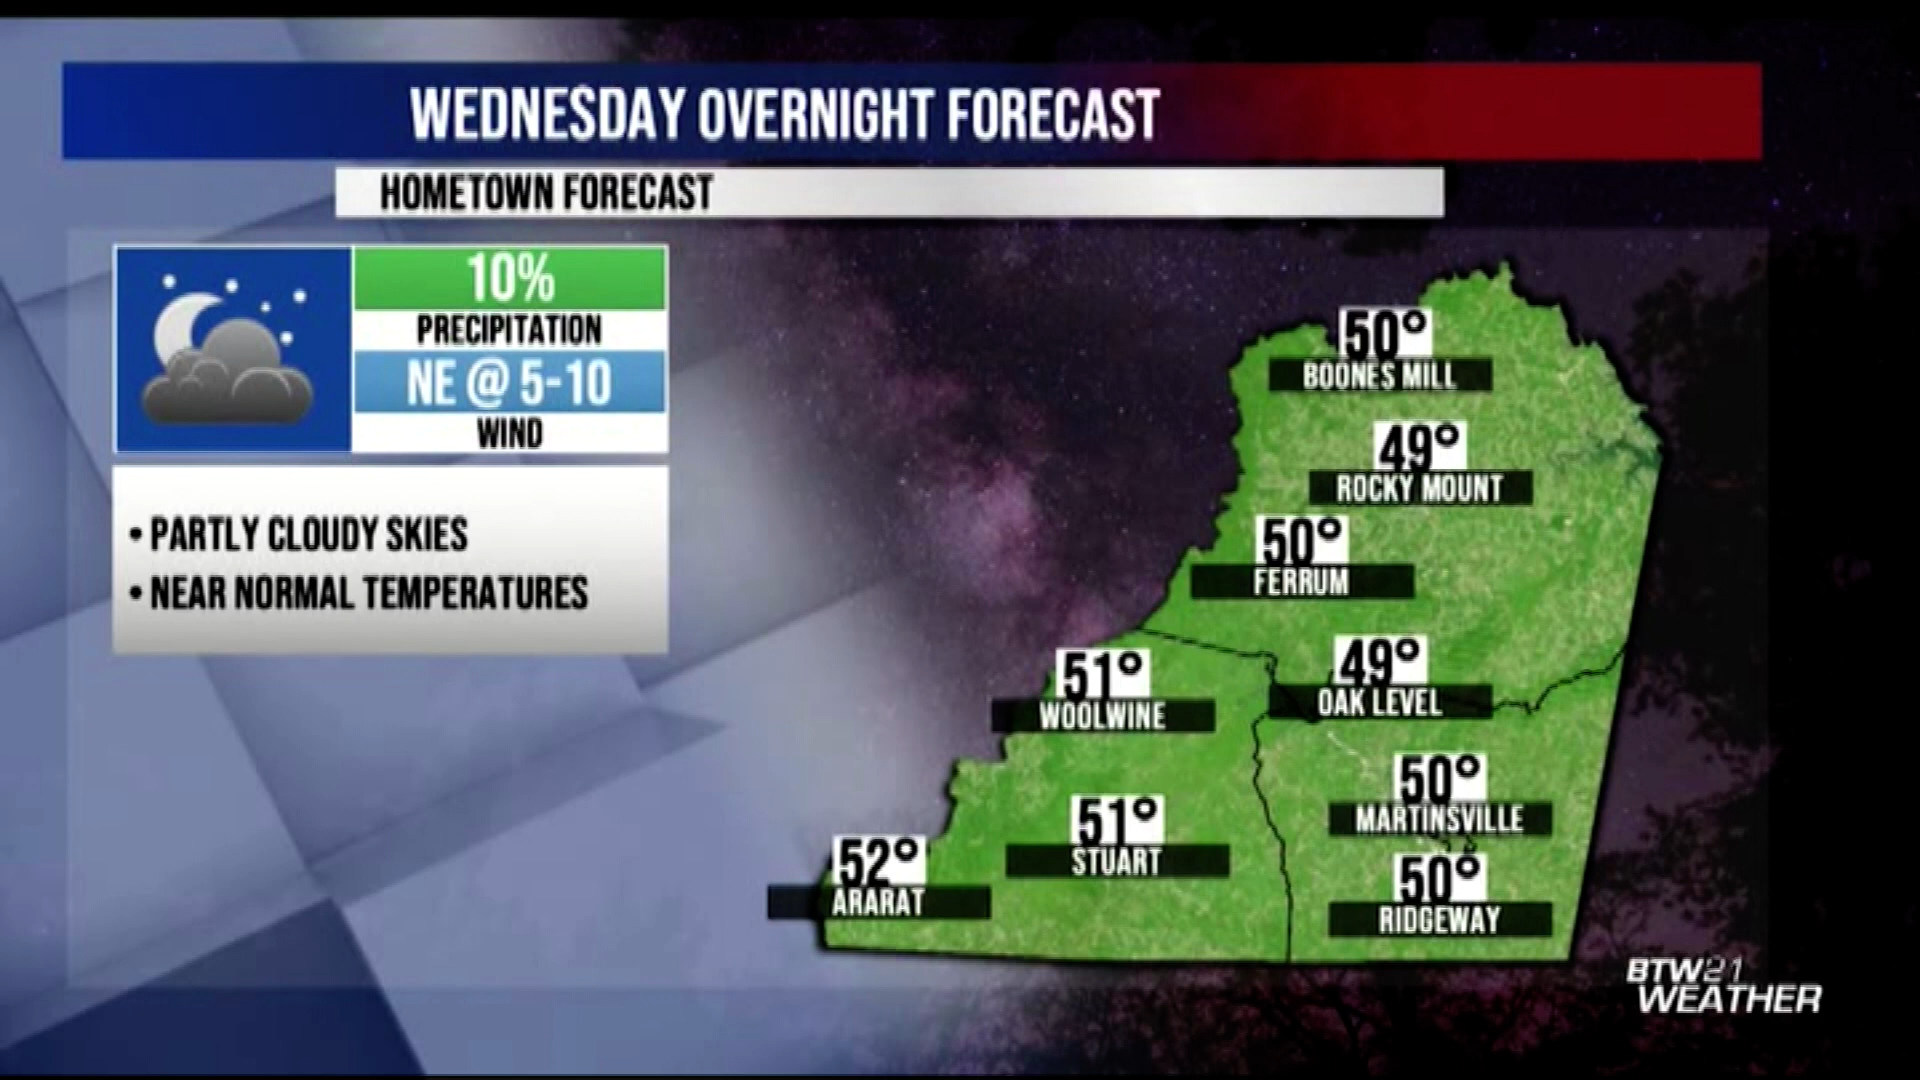 WEDNESDAY OVERNIGHT FORECAST
HOMETOWN FORECAST
10%
PRECIPITATION
NE @ 5-10
WIND
• PARTLY CLOUDY SKIES
• NEAR NORMAL TEMPERATURES
50°
BOONES MILL
49°
ROCKY MOUNT
50°
FERRUM
49°
OAK LEVEL
51°
WOOLWINE
50°
MARTINSVILLE
51°
STUART
52°
ARARAT
50°
RIDGEWAY
BTW21
WEATHER